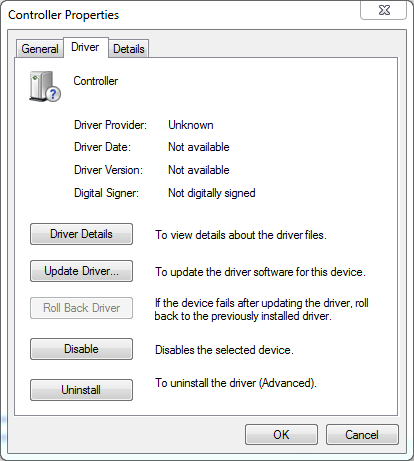 Controller Properties
General Driver Details
Controller
Driver Provider: Unknown
Driver Date: Not available
Driver Version: Not available
Digital Signer: Not digitally signed
Driver Details To view details about the driver files.
Update Driver... To update the driver software for this device.
Roll Back Driver If the device fails after updating the driver, roll
back to the previously installed driver.
Disable Disables the selected device.
Uninstall To uninstall the driver (Advanced).
OK Cancel